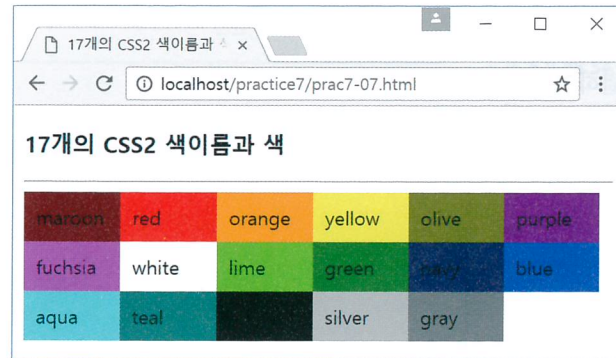 17개의 CSS2 색이름과
localhost/practice7/prac7-07.html
17개의 CSS2 색이름과 색
maroon red orange yellow olive purple
fuchsia white lime green navy blue
aqua teal silver gray